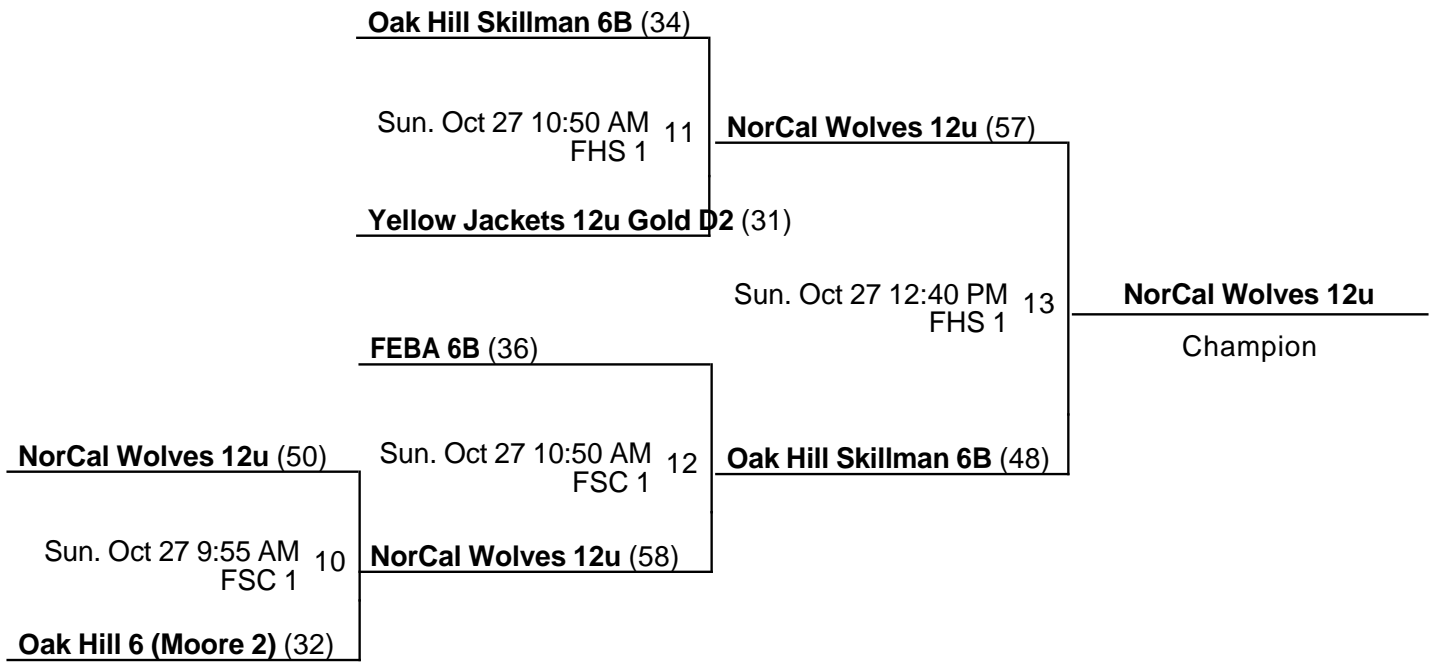 Oak Hill Skillman 6B (34)
Sun. Oct 27 10:50 AM
FHS 1
11
NorCal Wolves 12u (57)
Yellow Jackets 12u Gold D2 (31)
Sun. Oct 27 12:40 PM
FHS 1
13
NorCal Wolves 12u
Champion
FEBA 6B (36)
NorCal Wolves 12u (50)
Sun. Oct 27 10:50 AM
FSC 1
12
Oak Hill Skillman 6B (48)
Sun. Oct 27 9:55 AM
FSC 1
10
NorCal Wolves 12u (58)
Oak Hill 6 (Moore 2) (32)